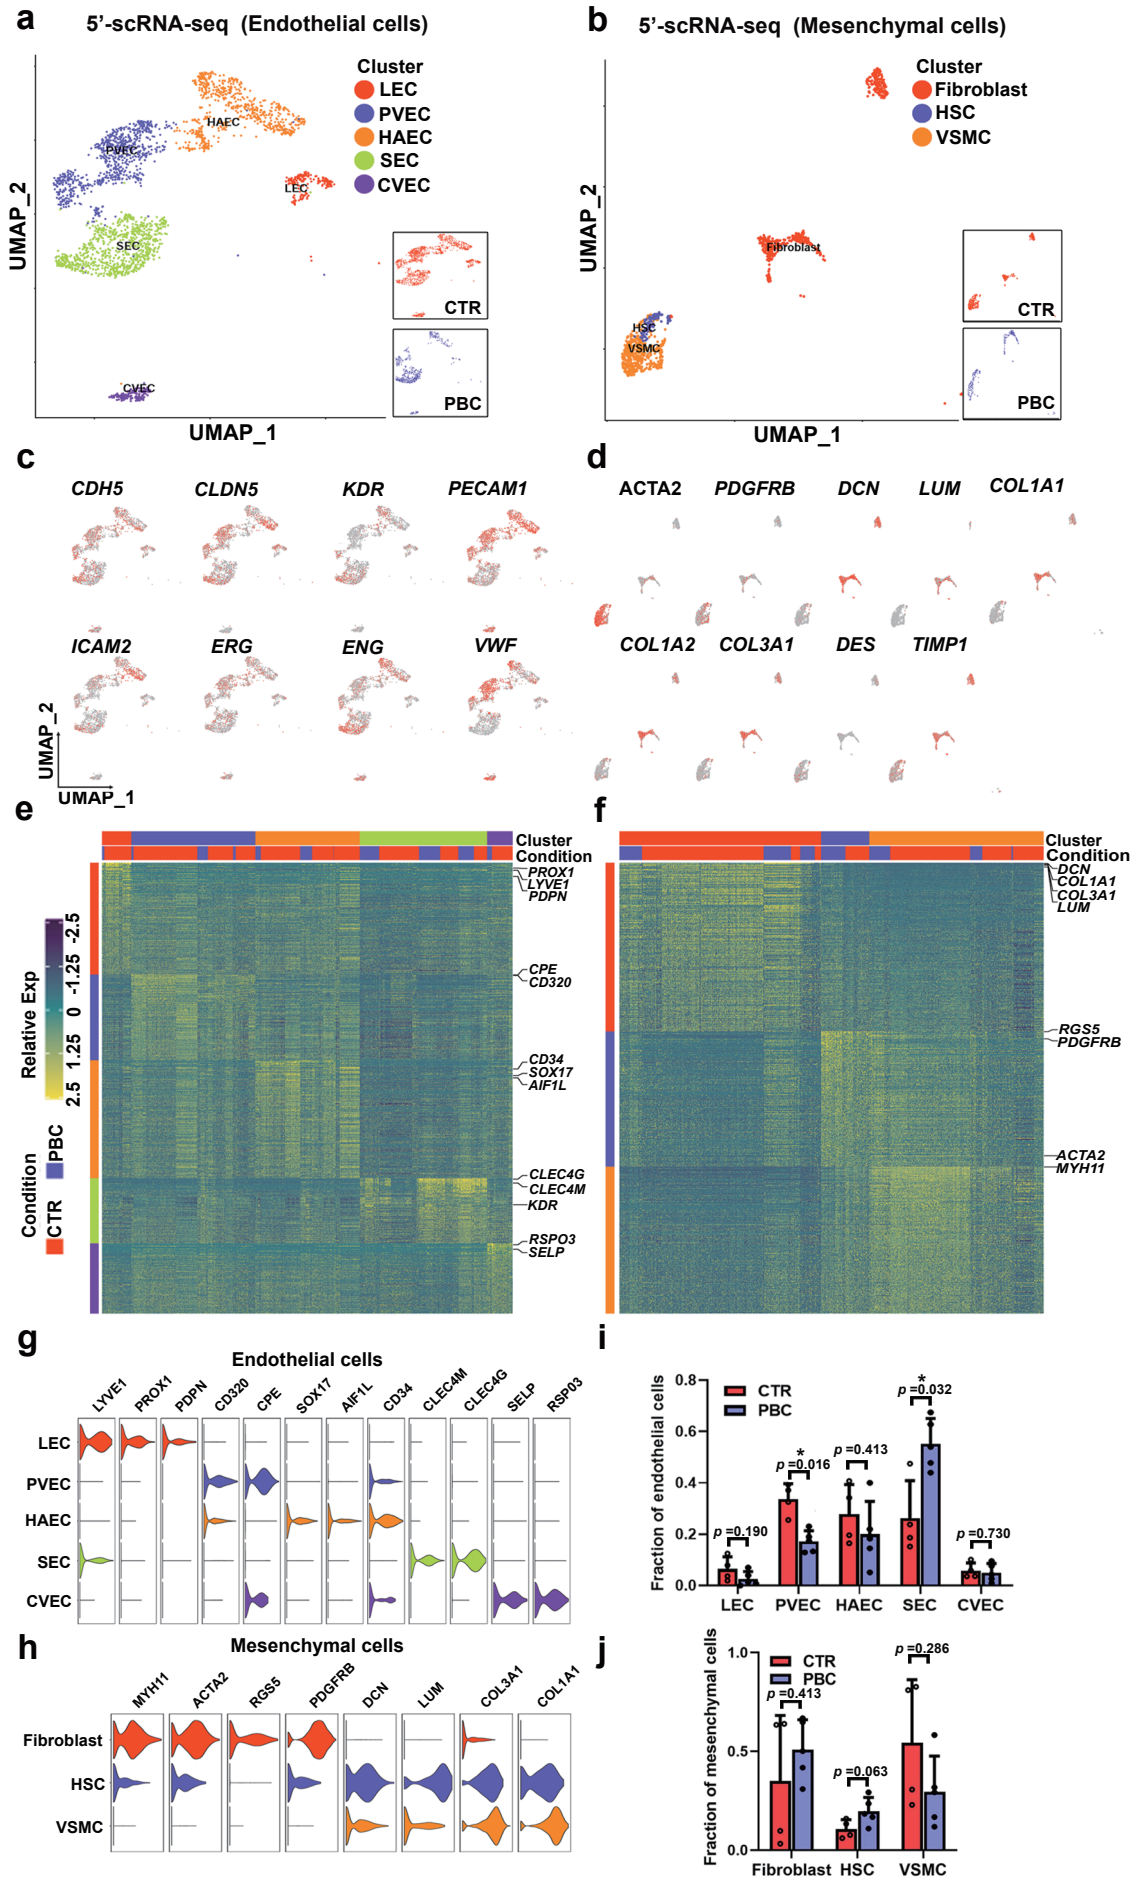 a
5'-scRNA-seq (Endothelial cells)
Cluster
LEC
PVEC
HAEC
SEC
CVEC
HAEC
PVEC
LEC
SEC
CVEC
CTR
PBC
UMAP_2
UMAP_1
b
5'-scRNA-seq (Mesenchymal cells)
Cluster
Fibroblast
HSC
VSMC
Fibroblast
HSC
VSMC
CTR
PBC
UMAP_2
UMAP_1
c
CDH5 CLDN5 KDR PECAM1
ICAM2 ERG ENG VWF
UMAP_2
UMAP_1
d
ACTA2 PDGFRB DCN LUM COL1A1
COL1A2 COL3A1 DES TIMP1
e
Cluster
Condition
PROX1
LYVE1
PDPN
CPE
CD320
CD34
SOX17
AIF1L
CLEC4G
CLEC4M
KDR
RSPO3
SELP
Relative Exp
2.5 1.25 0 -1.25 -2.5
Condition
CTR PBC
f
Cluster
Condition
DCN
COL1A1
COL3A1
LUM
RGS5
PDGFRB
ACTA2
MYH11
g
Endothelial cells
LYVE1 PROX1 PDPN CD320 CPE SOX17 AIF1L CD34 CLEC4M CLEC4G SELP RSP03
LEC
PVEC
HAEC
SEC
CVEC
h
Mesenchymal cells
MYH11 ACTA2 RGS5 PDGFRB DCN LUM COL3A1 COL1A1
Fibroblast
HSC
VSMC
i
Fraction of endothelial cells
0.8
0.6
0.4
0.2
0.0
CTR
PBC
p =0.190
*
p =0.016
p =0.413
*
p =0.032
p =0.730
LEC PVEC HAEC SEC CVEC
j
Fraction of mesenchymal cells
1.0
0.5
0.0
CTR
PBC
p =0.413
p =0.063
p =0.286
Fibroblast HSC VSMC